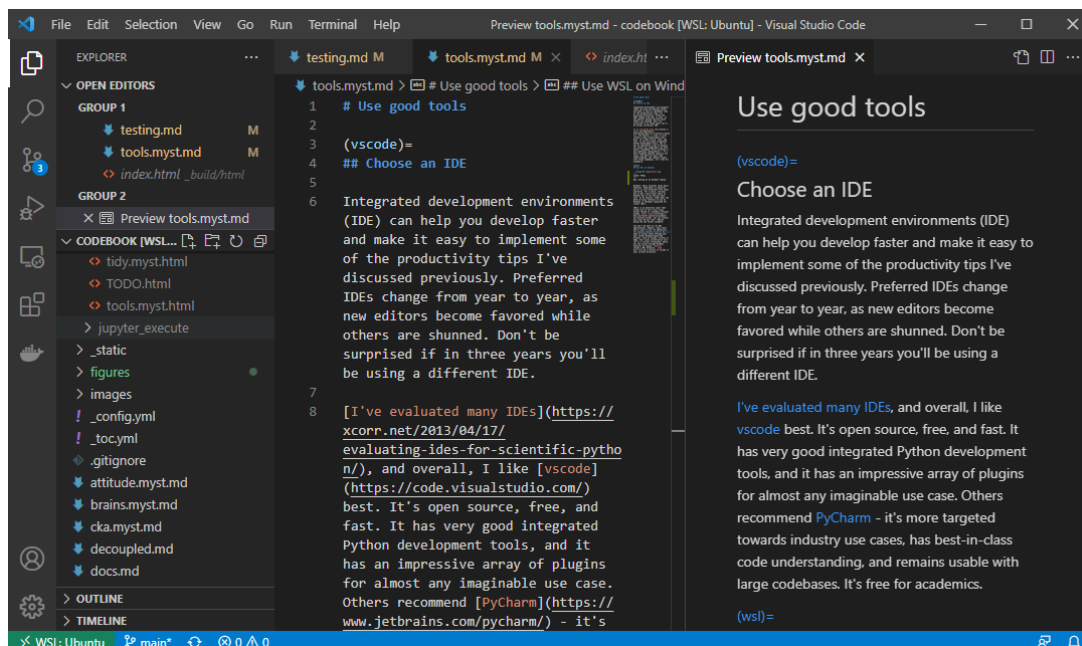 File Edit Selection View Go Run Terminal Help
Preview tools.myst.md - codebook [WSL: Ubuntu] - Visual Studio Code
EXPLORER
OPEN EDITORS
GROUP 1
testing.md M
tools.myst.md M
index.html _build/html
GROUP 2
Preview tools.myst.md
CODEBOOK [WSL...
tidy.myst.html
TODO.html
tools.myst.html
jupyter_execute
_static
figures
images
_config.yml
_toc.yml
.gitignore
attitude.myst.md
brains.myst.md
cka.myst.md
decoupled.md
docs.md
OUTLINE
TIMELINE
3
testing.md M
tools.myst.md M
index.ht
tools.myst.md > # Use good tools > ## Use WSL on Wind
1 # Use good tools
2
3 (vscode)=
4 ## Choose an IDE
5
6 Integrated development environments
(IDE) can help you develop faster
and make it easy to implement some
of the productivity tips I've
discussed previously. Preferred
IDEs change from year to year, as
new editors become favored while
others are shunned. Don't be
surprised if in three years you'll
be using a different IDE.
7
8 [I've evaluated many IDEs](https://
xcorr.net/2013/04/17/
evaluating-ides-for-scientific-pytho
n/), and overall, I like [vscode]
(https://code.visualstudio.com/)
best. It's open source, free, and
fast. It has very good integrated
Python development tools, and it
has an impressive array of plugins
for almost any imaginable use case.
Others recommend [PyCharm](https://
www.jetbrains.com/pycharm/) - it's
Preview tools.myst.md
Use good tools
(vscode)=
Choose an IDE
Integrated development environments (IDE)
can help you develop faster and make it easy to
implement some of the productivity tips I've
discussed previously. Preferred IDEs change
from year to year, as new editors become
favored while others are shunned. Don't be
surprised if in three years you'll be using a
different IDE.
I've evaluated many IDEs, and overall, I like
vscode best. It's open source, free, and fast. It
has very good integrated Python development
tools, and it has an impressive array of plugins
for almost any imaginable use case. Others
recommend PyCharm - it's more targeted
towards industry use cases, has best-in-class
code understanding, and remains usable with
large codebases. It's free for academics.
(wsl)=
WSL: Ubuntu main* 0 0